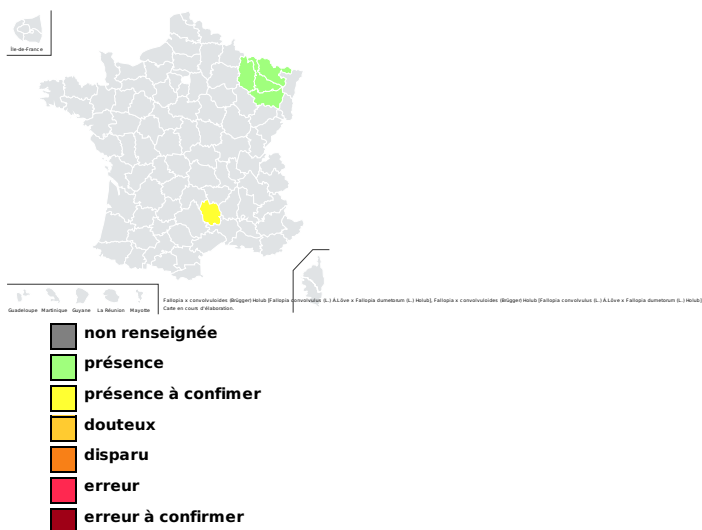 Île-de-France
Guadeloupe Martinique Guyane La Réunion Mayotte
Fallopia x convolvuloides (Brügger) Holub [Fallopia convolvulus (L.) Á.Löve x Fallopia dumetorum (L.) Holub], Fallopia x convolvuloides (Brügger) Holub [Fallopia convolvulus (L.) Á.Löve x Fallopia dumetorum (L.) Holub]
Carte en cours d'élaboration.
non renseignée
présence
présence à confimer
douteux
disparu
erreur
erreur à confirmer